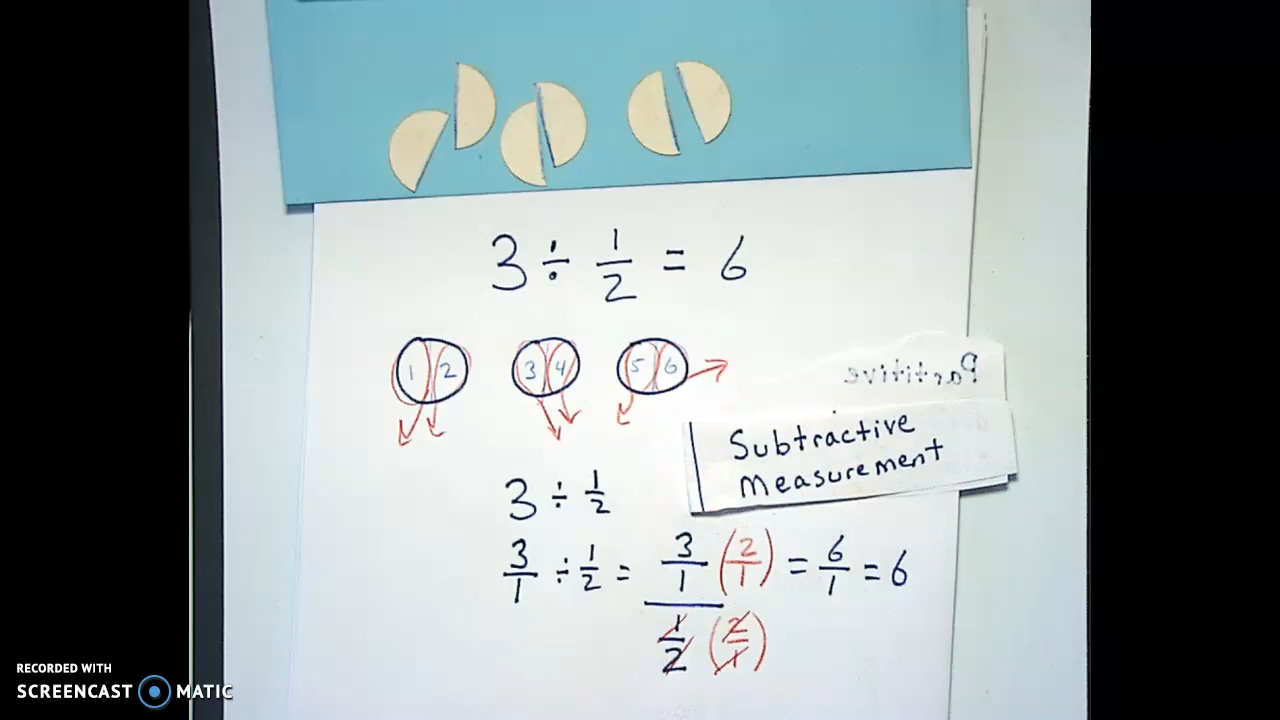 3 ÷ 1/2 = 6
1 2 3 4 5 6
Partitive
Subtractive
Measurement
3 ÷ 1/2
3/1 ÷ 1/2 = 3/1 (2/1) / 1/2 (2/1) = 6/1 = 6
RECORDED WITH
SCREENCAST MATIC